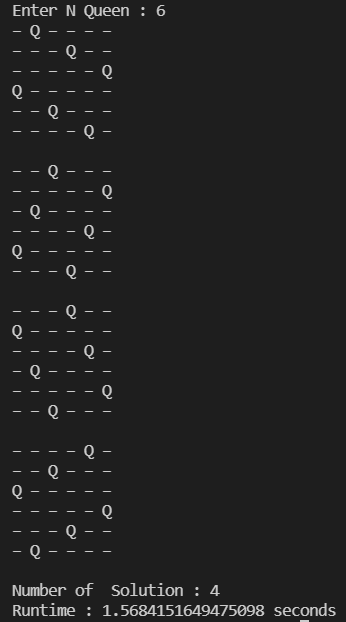 Enter N Queen : 6
- Q - - - -
- - - Q - -
- - - - - Q
Q - - - - -
- - Q - - -
- - - - Q -

- - Q - - -
- - - - - Q
- Q - - - -
- - - - Q -
Q - - - - -
- - - Q - -

- - - Q - -
Q - - - - -
- - - - Q -
- Q - - - -
- - - - - Q
- - Q - - -

- - - - Q -
- - Q - - -
Q - - - - -
- - - - - Q
- - - Q - -
- Q - - - -

Number of  Solution : 4
Runtime : 1.5684151649475098 seconds